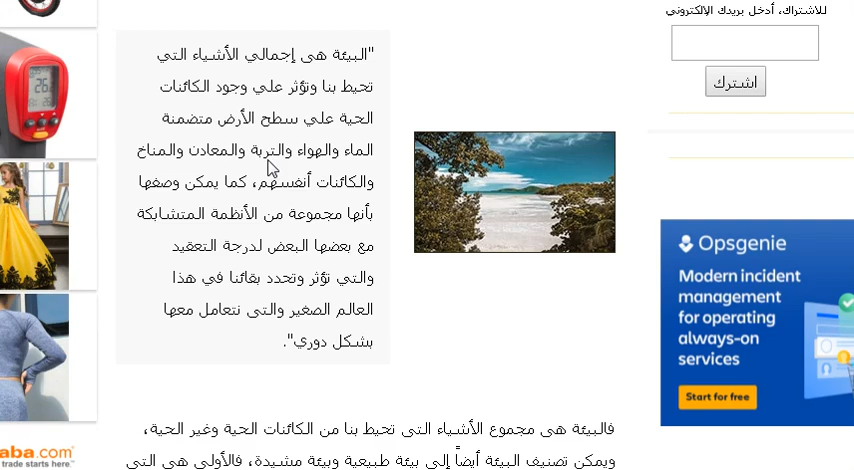 للاشتراك، أدخل بريدك الإلكتروني
اشترك
"البيئة هى إجمالي الأشياء التي
تحيط بنا وتؤثر علي وجود الكائنات
الحية علي سطح الأرض متضمنة
الماء والهواء والتربة والمعادن والمناخ
والكائنات أنفسهم، كما يمكن وصفها
بأنها مجموعة من الأنظمة المتشابكة
مع بعضها البعض لدرجة التعقيد
والتي تؤثر وتحدد بقائنا في هذا
العالم الصغير والتى نتعامل معها
بشكل دوري".
فالبيئة هى مجموع الأشياء التى تحيط بنا من الكائنات الحية وغير الحية،
ويمكن تصنيف البيئة أيضاً إلى بيئة طبيعية وبيئة مشيدة، فالأولى هى التى
Opsgenie
Modern incident
management
for operating
always-on
services
Start for free
aba.com
trade starts here.